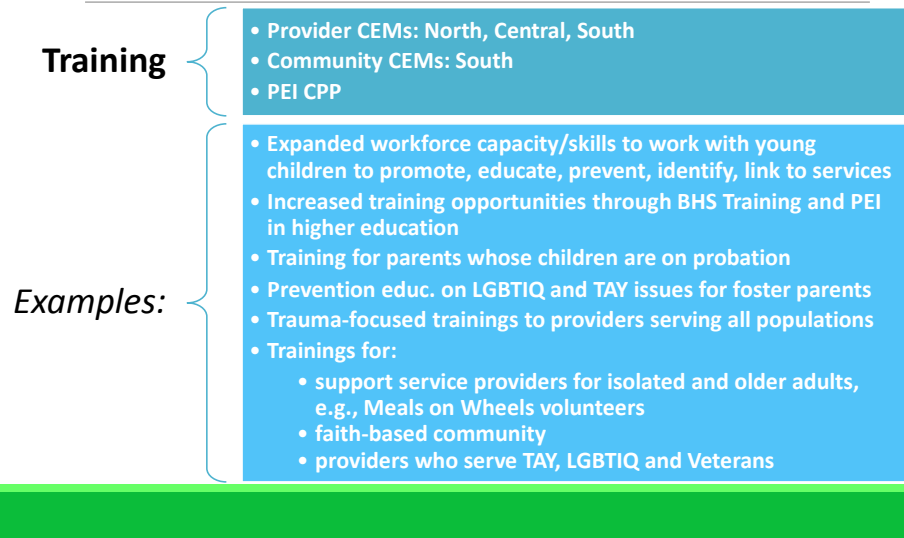 Training
• Provider CEMs: North, Central, South
• Community CEMs: South
• PEI CPP
Examples:
• Expanded workforce capacity/skills to work with young
children to promote, educate, prevent, identify, link to services
• Increased training opportunities through BHS Training and PEI
in higher education
• Training for parents whose children are on probation
• Prevention educ. on LGBTIQ and TAY issues for foster parents
• Trauma-focused trainings to providers serving all populations
• Trainings for:
• support service providers for isolated and older adults,
e.g., Meals on Wheels volunteers
• faith-based community
• providers who serve TAY, LGBTIQ and Veterans